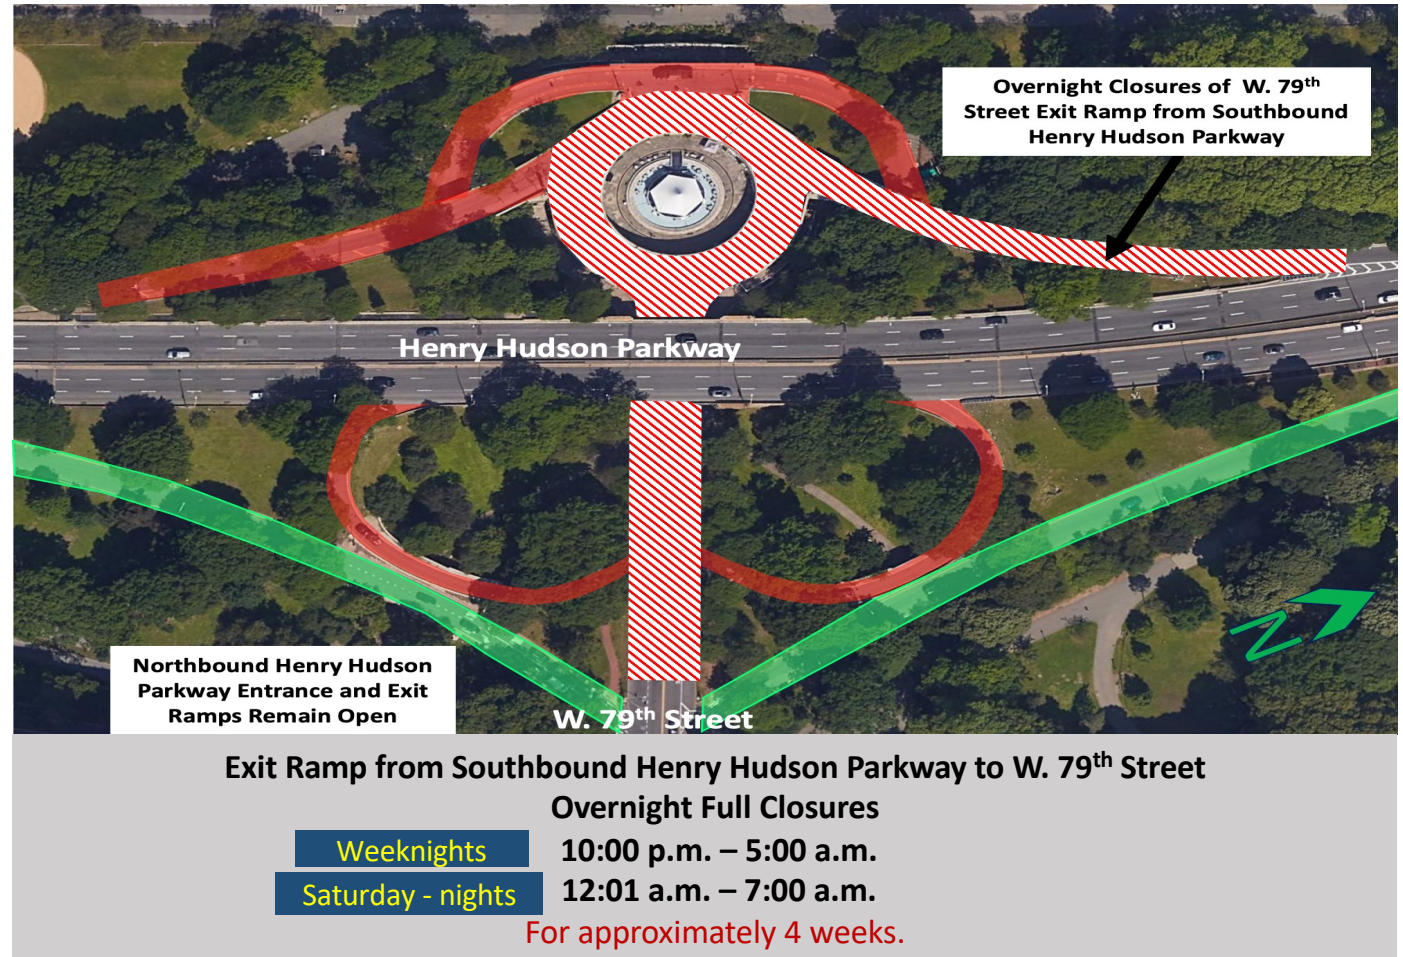 Overnight Closures of W. 79th
Street Exit Ramp from Southbound
Henry Hudson Parkway
Henry Hudson Parkway
Northbound Henry Hudson
Parkway Entrance and Exit
Ramps Remain Open
W. 79th Street
N
Exit Ramp from Southbound Henry Hudson Parkway to W. 79th Street
Overnight Full Closures
Weeknights 10:00 p.m. – 5:00 a.m.
Saturday - nights 12:01 a.m. – 7:00 a.m.
For approximately 4 weeks.